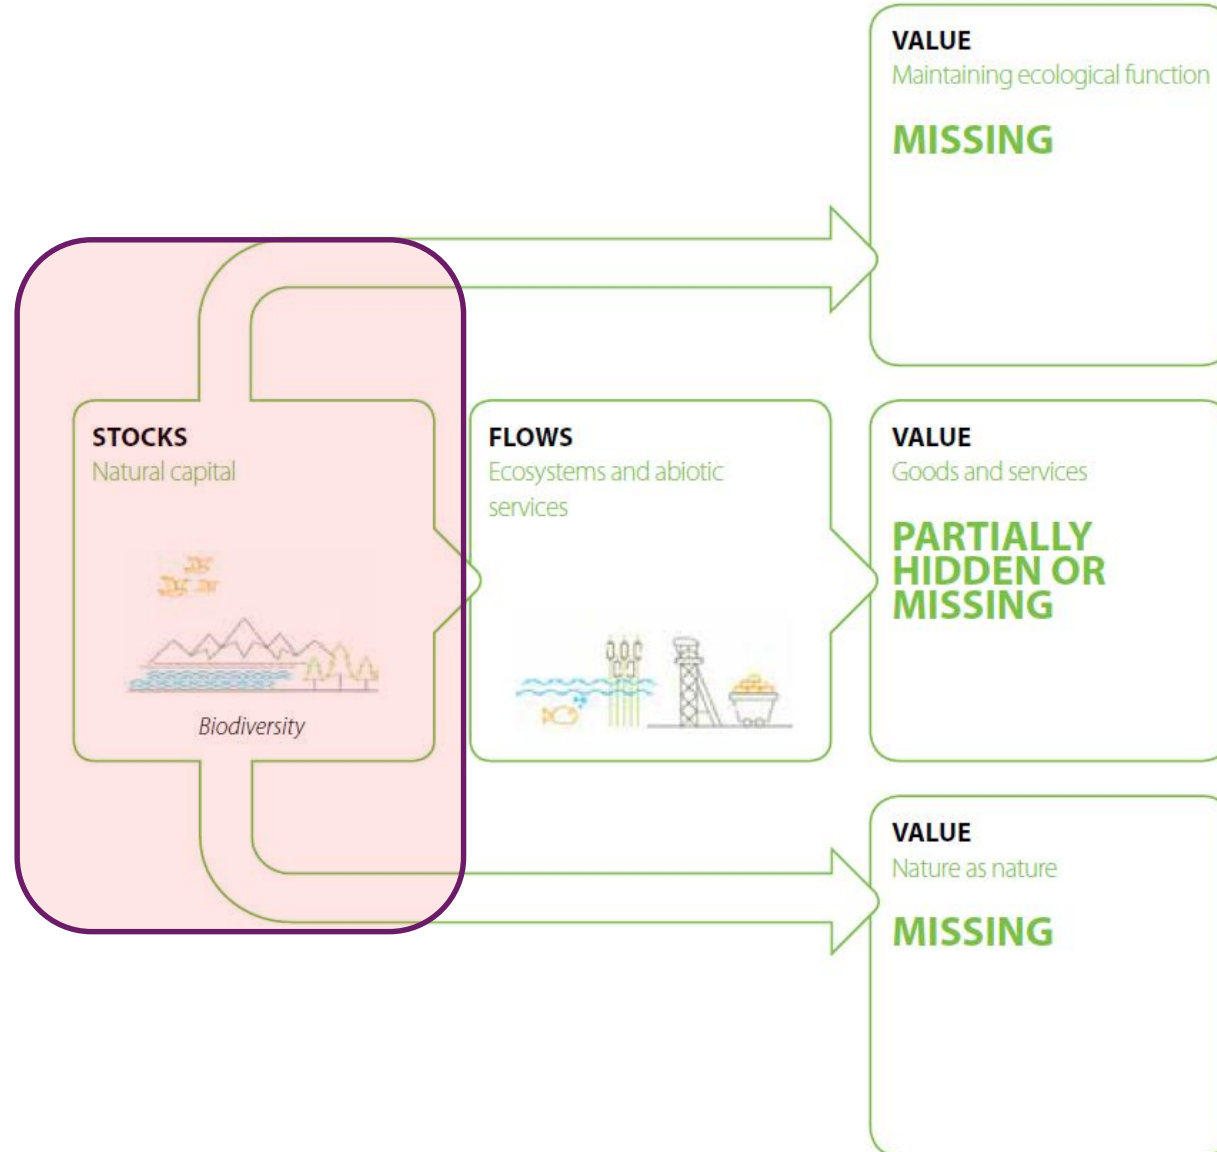 VALUE
Maintaining ecological function
MISSING
STOCKS
Natural capital
Biodiversity
FLOWS
Ecosystems and abiotic
services
VALUE
Goods and services
PARTIALLY
HIDDEN OR
MISSING
VALUE
Nature as nature
MISSING